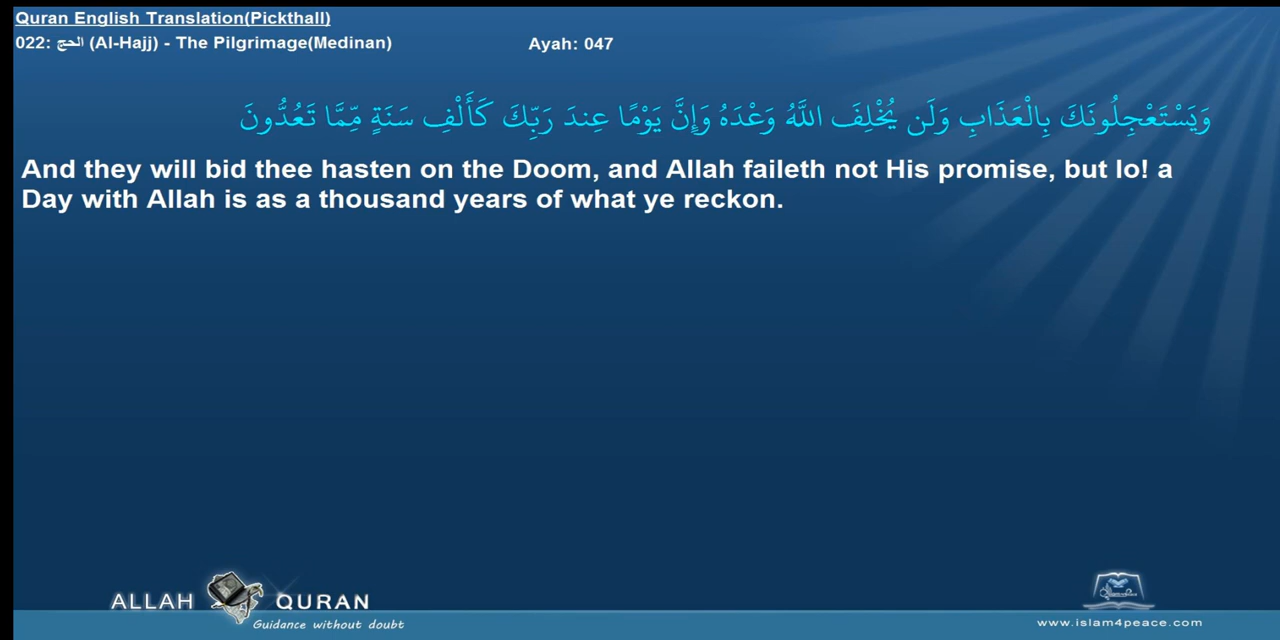 Quran English Translation(Pickthall)
022: الحج (Al-Hajj) - The Pilgrimage(Medinan) Ayah: 047
وَيَسْتَعْجِلُونَكَ بِالْعَذَابِ وَلَن يُخْلِفَ اللَّهُ وَعْدَهُ وَإِنَّ يَوْمًا عِندَ رَبِّكَ كَأَلْفِ سَنَةٍ مِّمَّا تَعُدُّونَ
And they will bid thee hasten on the Doom, and Allah faileth not His promise, but lo! a
Day with Allah is as a thousand years of what ye reckon.
ALLAH QURAN
Guidance without doubt
www.islam4peace.com